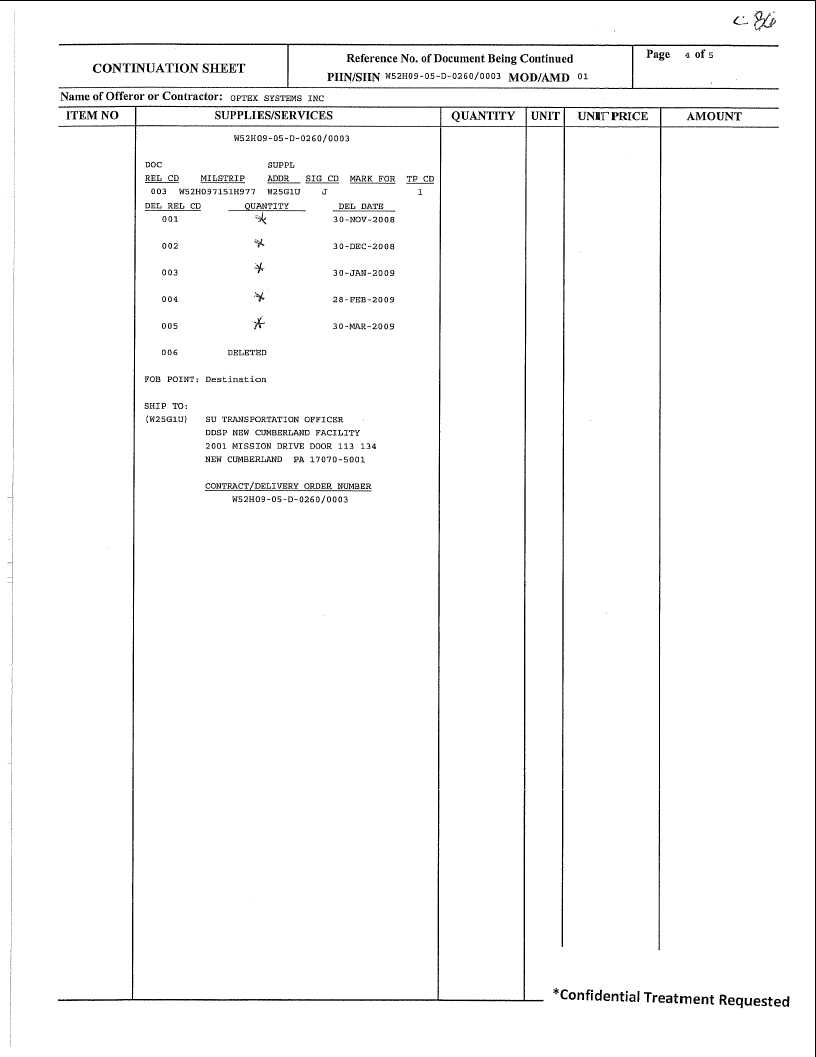 C 86
CONTINUATION SHEET
Reference No. of Document Being Continued
PIIN/SIIN W52H09-05-D-0260/0003 MOD/AMD 01
Page 4 of 5
Name of Offeror or Contractor: OPTEX SYSTEMS INC
ITEM NO SUPPLIES/SERVICES QUANTITY UNIT UNIT PRICE AMOUNT
W52H09-05-D-0260/0003
DOC SUPPL
REL CD MILSTRIP ADDR SIG CD MARK FOR TP CD
003 W52H097151H977 W25G1U J 1
DEL REL CD QUANTITY DEL DATE
001 * 30-NOV-2008
002 * 30-DEC-2008
003 * 30-JAN-2009
004 * 28-FEB-2009
005 * 30-MAR-2009
006 DELETED
FOB POINT: Destination
SHIP TO:
(W25G1U) SU TRANSPORTATION OFFICER
DDSP NEW CUMBERLAND FACILITY
2001 MISSION DRIVE DOOR 113 134
NEW CUMBERLAND PA 17070-5001
CONTRACT/DELIVERY ORDER NUMBER
W52H09-05-D-0260/0003
*Confidential Treatment Requested